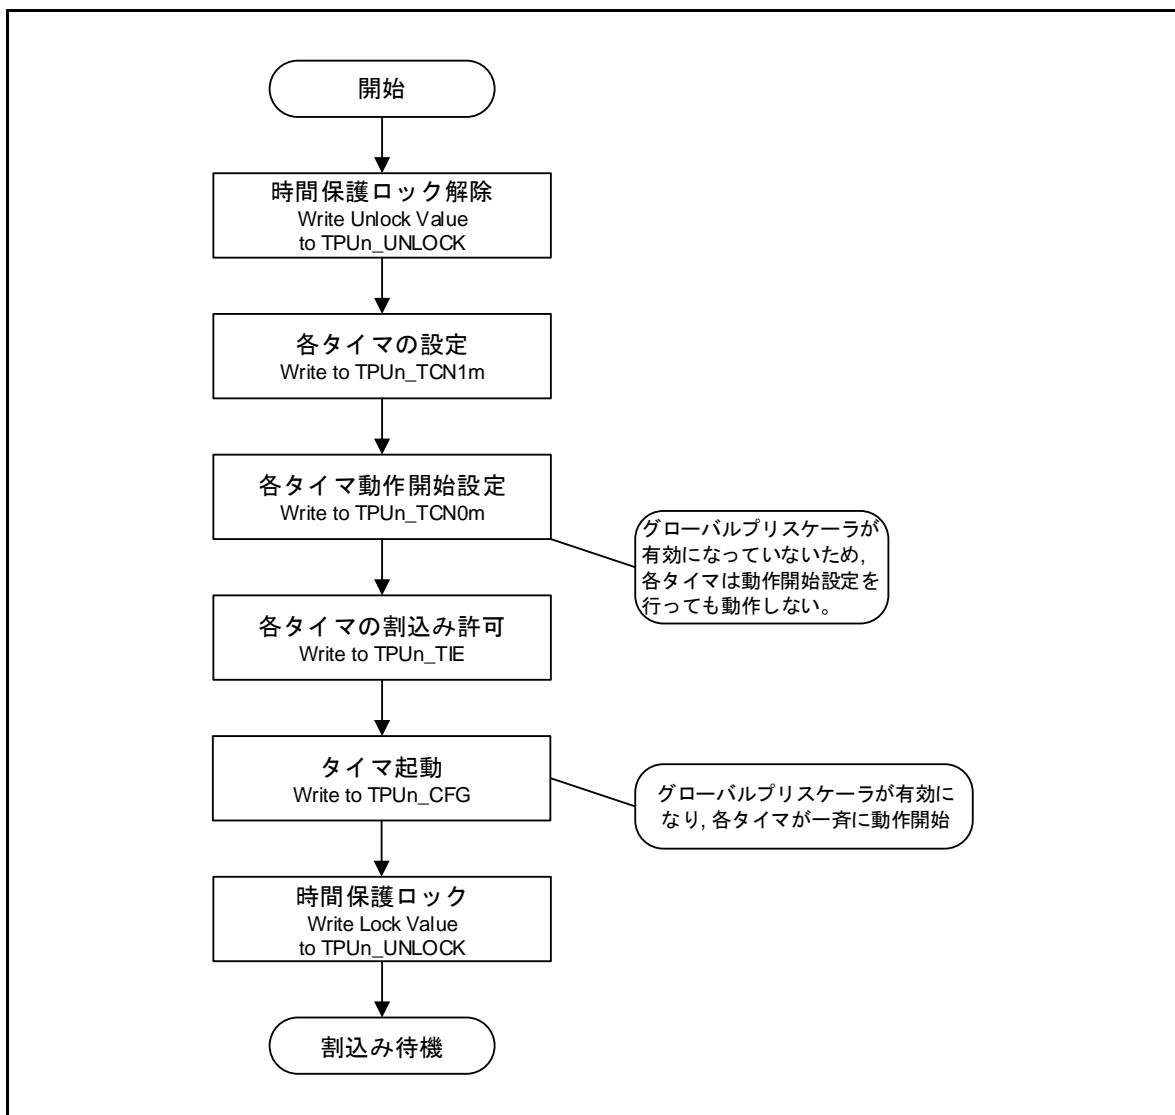 開始
時間保護ロック解除
Write Unlock Value
to TPUn_UNLOCK
各タイマの設定
Write to TPUn_TCN1m
各タイマ動作開始設定
Write to TPUn_TCN0m
グローバルプリスケーラが
有効になっていないため,
各タイマは動作開始設定を
行っても動作しない。
各タイマの割込み許可
Write to TPUn_TIE
タイマ起動
Write to TPUn_CFG
グローバルプリスケーラが有効に
なり, 各タイマが一斉に動作開始
時間保護ロック
Write Lock Value
to TPUn_UNLOCK
割込み待機